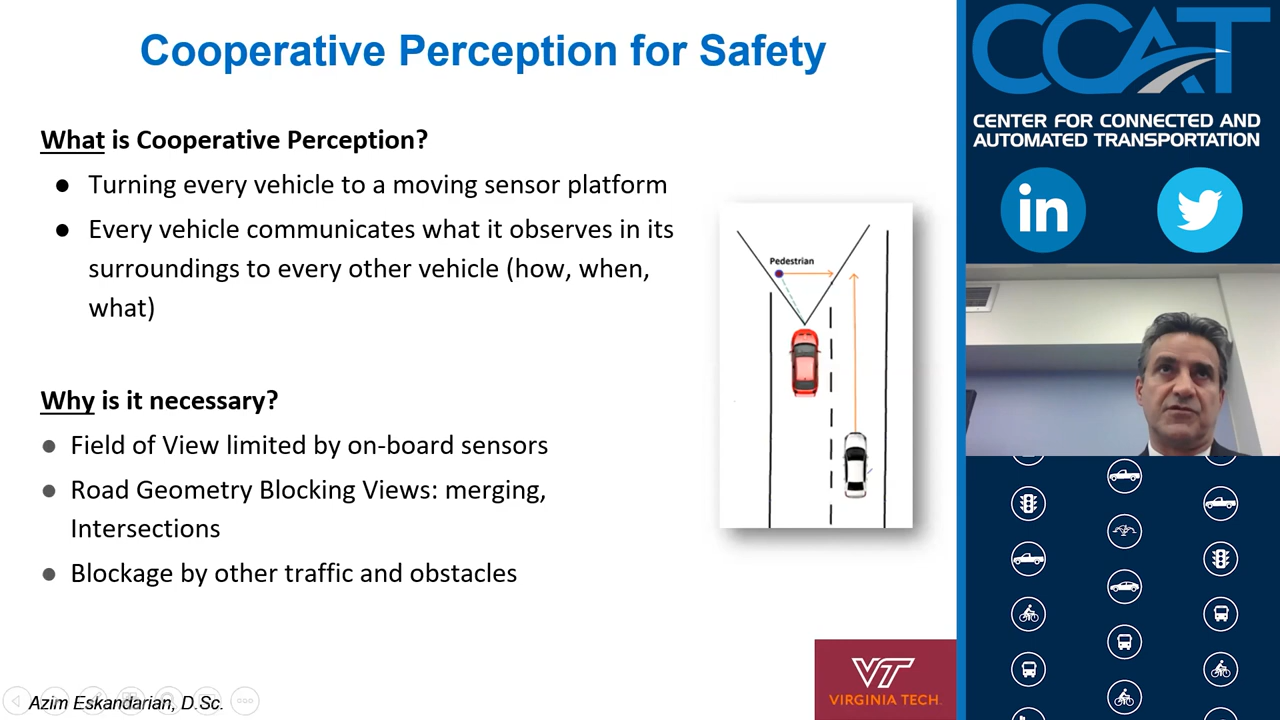 Cooperative Perception for Safety
What is Cooperative Perception?
● Turning every vehicle to a moving sensor platform
● Every vehicle communicates what it observes in its
surroundings to every other vehicle (how, when,
what)
Why is it necessary?
● Field of View limited by on-board sensors
● Road Geometry Blocking Views: merging,
Intersections
● Blockage by other traffic and obstacles
Pedestrian
Azim Eskandarian, D.Sc.
VT
VIRGINIA TECH.
CCAT
CENTER FOR CONNECTED AND
AUTOMATED TRANSPORTATION
in